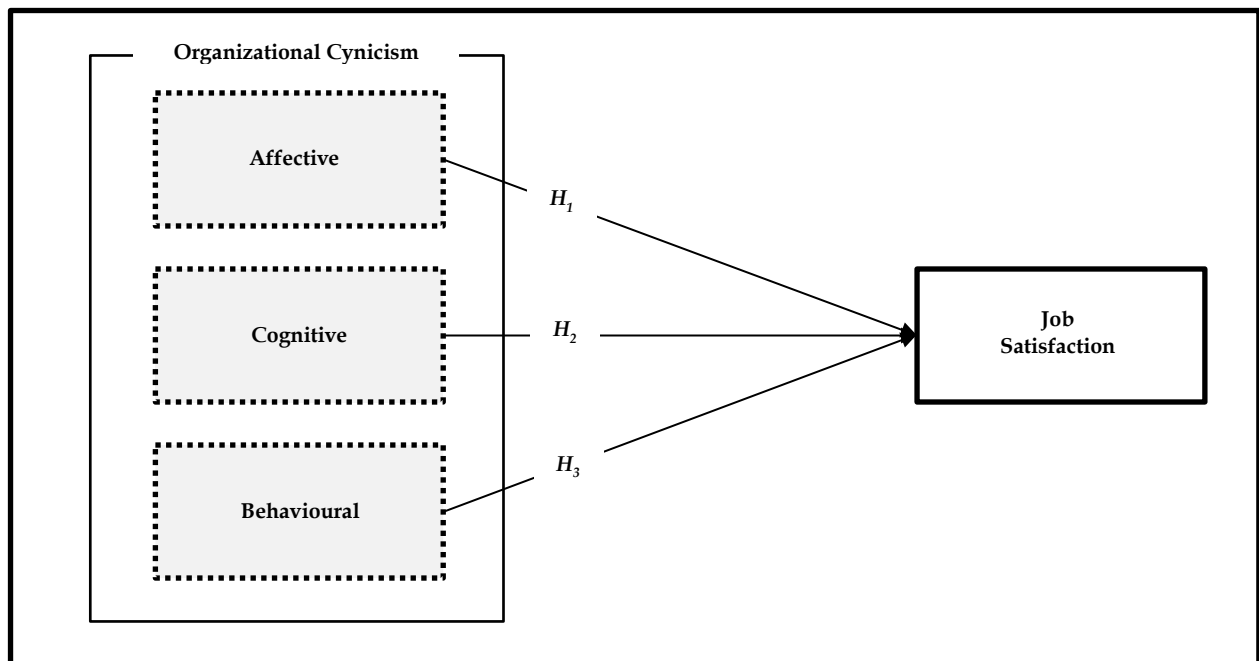 Organizational Cynicism
Affective
H₁
Cognitive
H₂
Job
Satisfaction
H₃
Behavioural